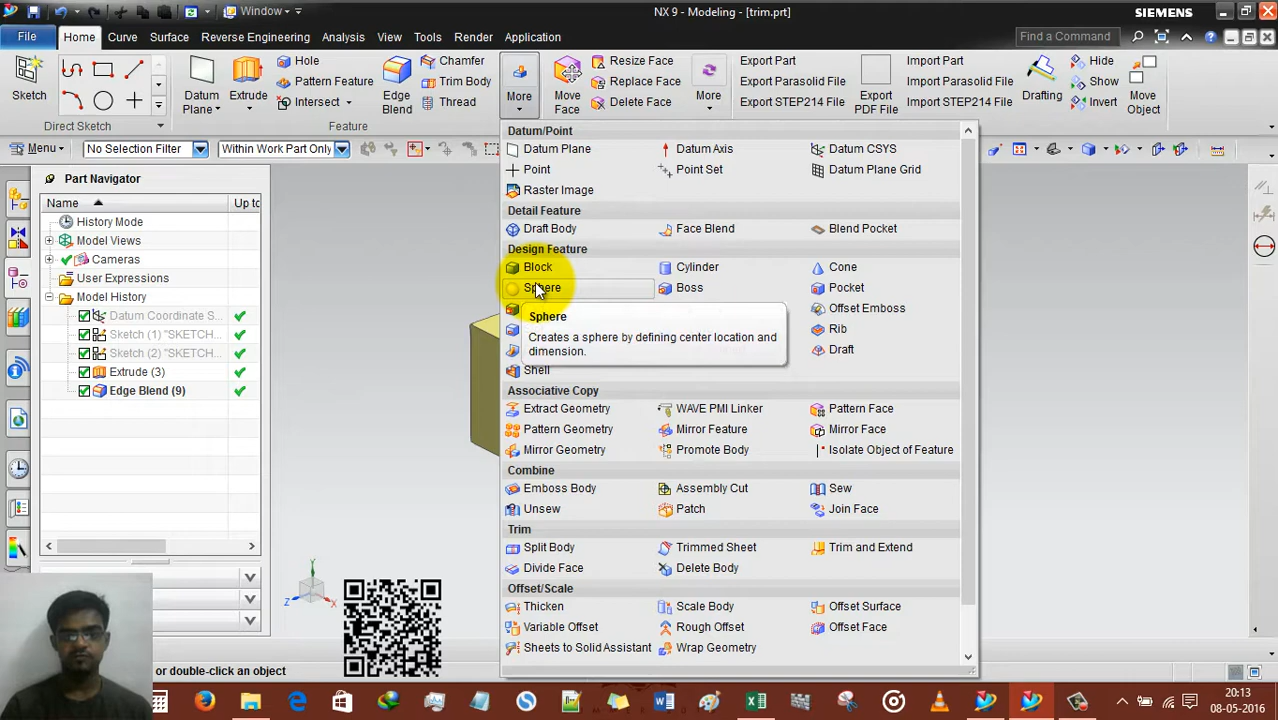 Window
NX 9 - Modeling - [trim.prt]
SIEMENS
File
Home
Curve
Surface
Reverse Engineering
Analysis
View
Tools
Render
Application
Find a Command
Sketch
Direct Sketch
Datum
Plane
Extrude
Hole
Pattern Feature
Intersect
Edge
Blend
Chamfer
Trim Body
Thread
Feature
More
Move
Face
Resize Face
Replace Face
Delete Face
More
Export Part
Export Parasolid File
Export STEP214 File
Export
PDF File
Import Part
Import Parasolid File
Import STEP214 File
Drafting
Hide
Show
Invert
Move
Object
Menu
No Selection Filter
Within Work Part Only
Part Navigator
Name
Up to
History Mode
Model Views
Cameras
User Expressions
Model History
Datum Coordinate S...
Sketch (1) "SKETCH...
Sketch (2) "SKETCH...
Extrude (3)
Edge Blend (9)
Datum/Point
Datum Plane
Datum Axis
Datum CSYS
Point
Point Set
Datum Plane Grid
Raster Image
Detail Feature
Draft Body
Face Blend
Blend Pocket
Design Feature
Block
Cylinder
Cone
Sphere
Boss
Pocket
Offset Emboss
Rib
Draft
Sphere
Creates a sphere by defining center location and
dimension.
Shell
Associative Copy
Extract Geometry
WAVE PMI Linker
Pattern Face
Pattern Geometry
Mirror Feature
Mirror Face
Mirror Geometry
Promote Body
Isolate Object of Feature
Combine
Emboss Body
Assembly Cut
Sew
Unsew
Patch
Join Face
Trim
Split Body
Trimmed Sheet
Trim and Extend
Divide Face
Delete Body
Offset/Scale
Thicken
Scale Body
Offset Surface
Variable Offset
Rough Offset
Offset Face
Sheets to Solid Assistant
Wrap Geometry
Y
Z
X
or double-click an object
20:13
08-05-2016